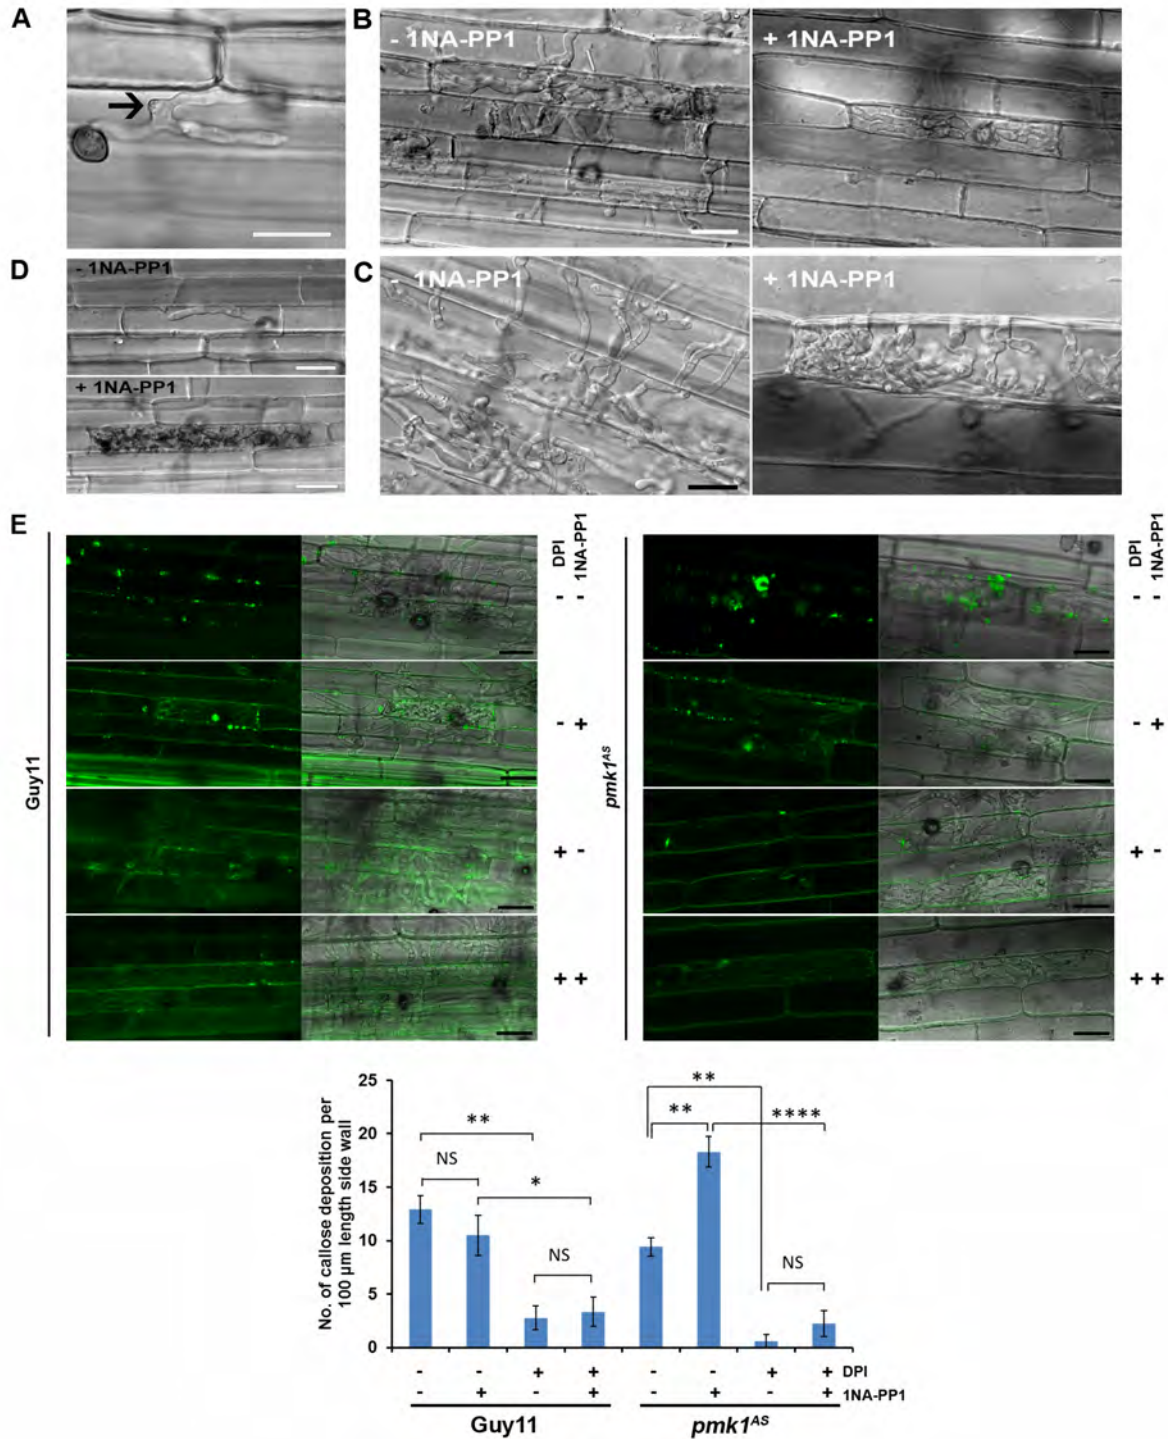 A
B
- 1NA-PP1
+ 1NA-PP1
D
- 1NA-PP1
+ 1NA-PP1
C
- 1NA-PP1
+ 1NA-PP1
E
Guy11
DPI
1NA-PP1
- -
- +
+ -
+ +
pmk1AS
DPI
1NA-PP1
- -
- +
+ -
+ +
No. of callose deposition per
100 µm length side wall
25
20
15
10
5
0
**
NS
*
NS
**
**
****
NS
- - + + - - + + DPI
- + - + - + - + 1NA-PP1
Guy11 pmk1AS